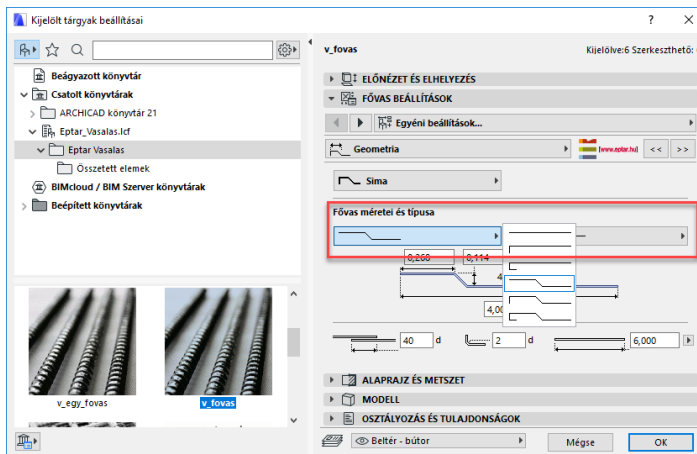 Kijelölt tárgyak beállításai
?
Beágyazott könyvtár
Csatolt könyvtárak
ARCHICAD könyvtár 21
Eptar_Vasalas.lcf
Eptar Vasalas
Összetett elemek
BIMcloud / BIM Szerver könyvtárak
Beépített könyvtárak
v_egy_fovas
v_fovas
v_fovas
Kijelölve:6 Szerkeszthető:
ELŐNÉZET ÉS ELHELYEZÉS
FŐVAS BEÁLLÍTÁSOK
Egyéni beállítások...
Geometria
[www.eptar.hu]
<< >>
Sima
Fővas méretei és típusa
0,260 0,114
4
4,00
40 d 2 d 6,000
ALAPRAJZ ÉS METSZET
MODELL
OSZTÁLYOZÁS ÉS TULAJDONSÁGOK
Beltér - bútor
Mégse
OK